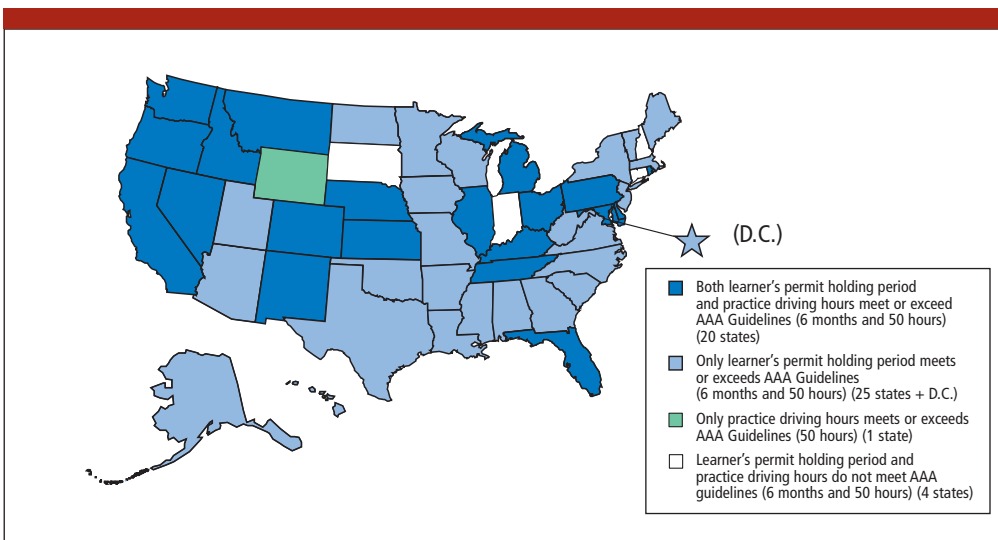 (D.C.)
Both learner's permit holding period
and practice driving hours meet or exceed
AAA Guidelines (6 months and 50 hours)
(20 states)
Only learner's permit holding period meets
or exceeds AAA Guidelines
(6 months and 50 hours) (25 states + D.C.)
Only practice driving hours meets or exceeds
AAA Guidelines (50 hours) (1 state)
Learner's permit holding period and
practice driving hours do not meet AAA
guidelines (6 months and 50 hours) (4 states)